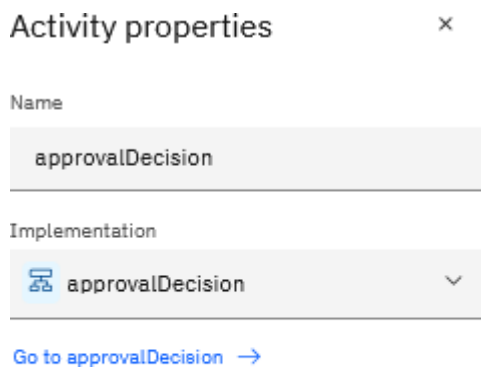 Activity properties
Name
approvalDecision
Implementation
approvalDecision
Go to approvalDecision →